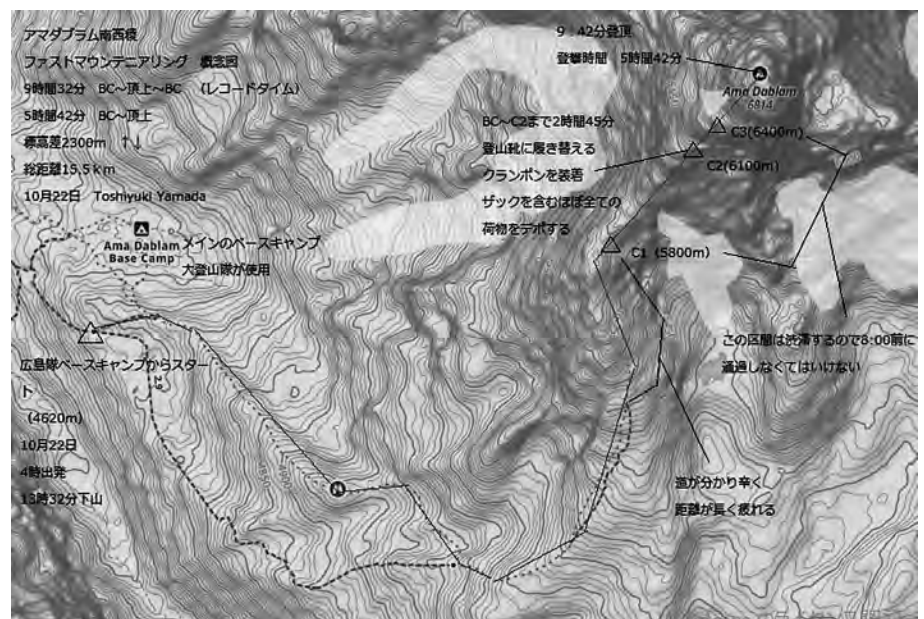 アマダブラム南西稜
ファストマウンテニアリング 概念図
9時間32分 BC～頂上～BC (レコードタイム)
5時間42分 BC～頂上
標高差2300m ↑↓
総距離15,5km
10月22日 Toshiyuki Yamada
9:42分登頂
登攀時間 5時間42分
Ama Dablam
6814
BC～C2まで2時間45分
登山靴に履き替える
クランポンを装着
ザックを含むほぼ全ての
荷物をデポする
C3(6400m)
C2(6100m)
C1 (5800m)
Ama Dablam
Base Camp
メインのベースキャンプ
大登山隊が使用
この区間は渋滞するので8:00前に
通過しなくてはいけない
広島隊ベースキャンプからスター
ト
(4620m)
10月22日
4時出発
13時32分下山
2.9
道が分かり辛く
距離が長く疲れる